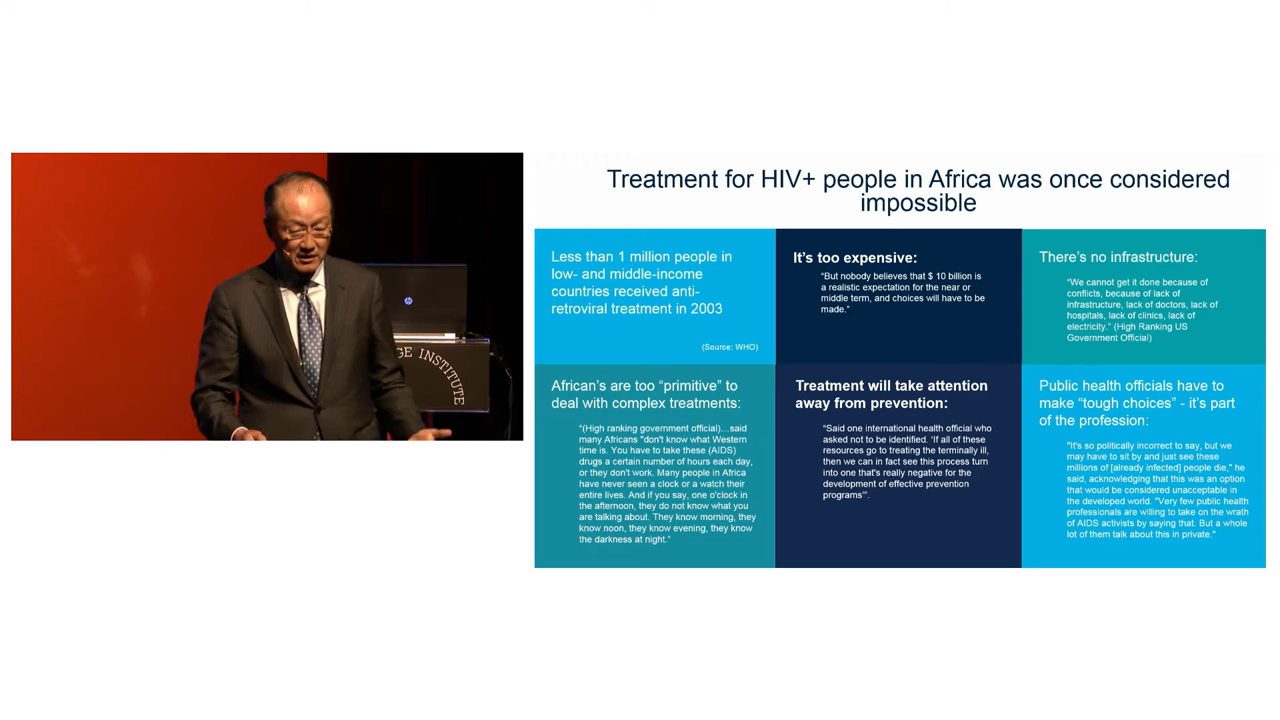 GE INSTITUTE
Treatment for HIV+ people in Africa was once considered
impossible
Less than 1 million people in
low- and middle-income
countries received anti-
retroviral treatment in 2003
(Source: WHO)
It's too expensive:
"But nobody believes that $ 10 billion is
a realistic expectation for the near or
middle term, and choices will have to be
made."
There's no infrastructure:
"We cannot get it done because of
conflicts, because of lack of
infrastructure, lack of doctors, lack of
hospitals, lack of clinics, lack of
electricity." (High Ranking US
Government Official)
African's are too "primitive" to
deal with complex treatments:
"(High ranking government official)…said
many Africans "don't know what Western
time is. You have to take these (AIDS)
drugs a certain number of hours each day,
or they don't work. Many people in Africa
have never seen a clock or a watch their
entire lives. And if you say, one o'clock in
the afternoon, they do not know what you
are talking about. They know morning, they
know noon, they know evening, they know
the darkness at night."
Treatment will take attention
away from prevention:
"Said one international health official who
asked not to be identified. 'If all of these
resources go to treating the terminally ill,
then we can in fact see this process turn
into one that's really negative for the
development of effective prevention
programs'".
Public health officials have to
make "tough choices" - it's part
of the profession:
"It's so politically incorrect to say, but we
may have to sit by and just see these
millions of [already infected] people die," he
said, acknowledging that this was an option
that would be considered unacceptable in
the developed world. "Very few public health
professionals are willing to take on the wrath
of AIDS activists by saying that. But a whole
lot of them talk about this in private."